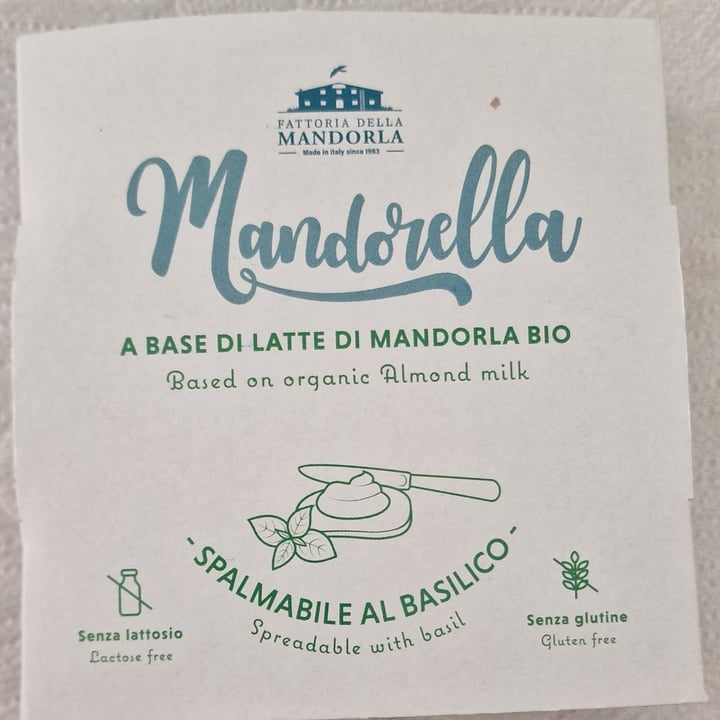 FATTORIA DELLA
MANDORLA
Made in italy since 1983
Mandorella
A BASE DI LATTE DI MANDORLA BIO
Based on organic Almond milk
- SPALMABILE AL BASILICO -
Spreadable with basil
Senza lattosio
Lactose free
Senza glutine
Gluten free